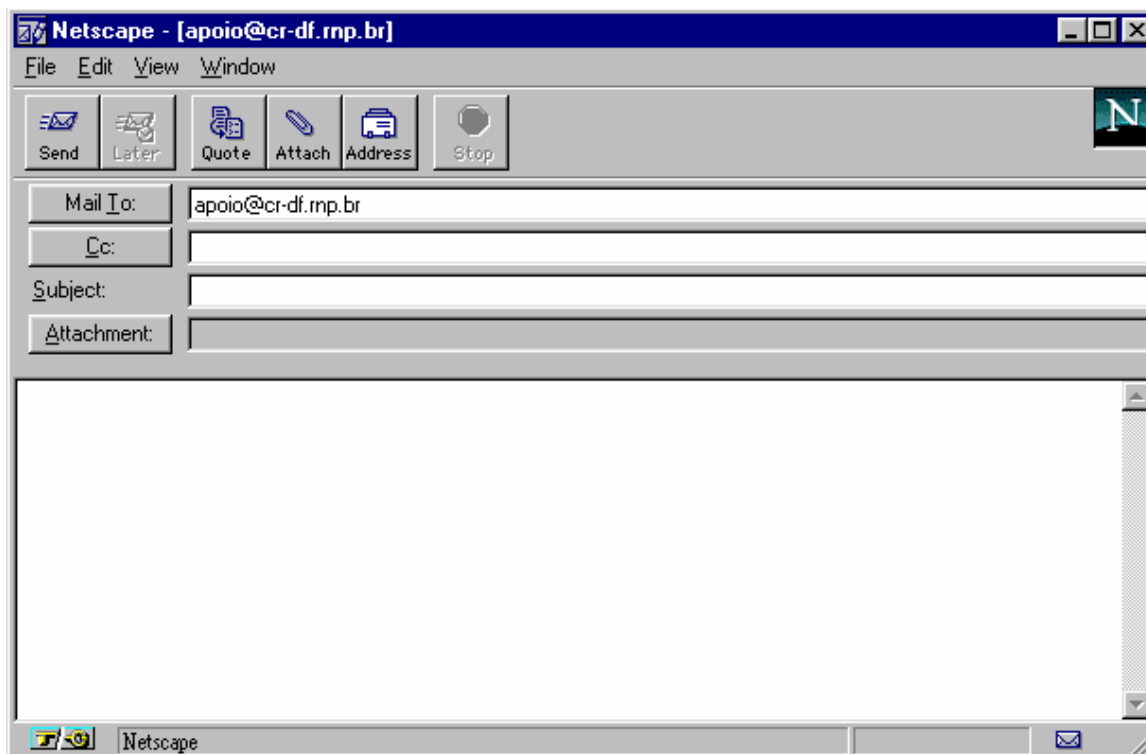 Netscape - [apoio@cr-df.rnp.br]
File Edit View Window
Send Later Quote Attach Address Stop
N
Mail To: apoio@cr-df.rnp.br
Cc:
Subject:
Attachment:
Netscape